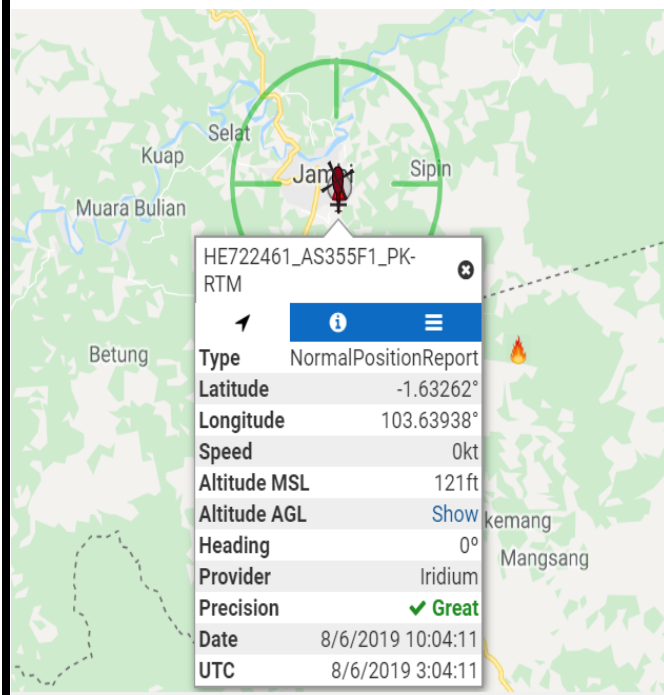 Selat
Kuap
Sipin
Muara Bulian
HE722461_AS355F1_PK-
RTM
Betung
Type NormalPositionReport
Latitude -1.63262°
Longitude 103.63938°
Speed 0kt
Altitude MSL 121ft
Altitude AGL Show
kemang
Heading 0º
Mangsang
Provider Iridium
Precision Great
Date 8/6/2019 10:04:11
UTC 8/6/2019 3:04:11